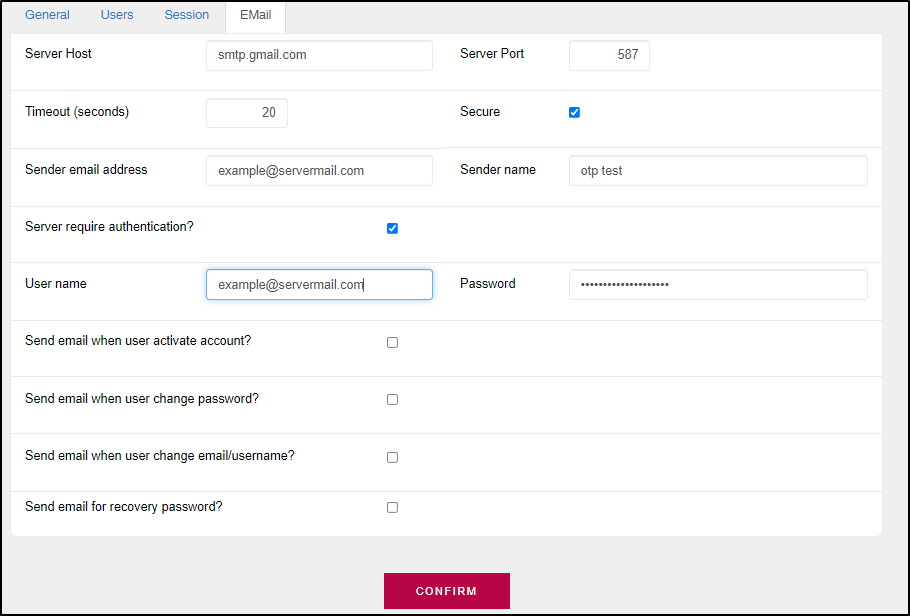 General Users Session EMail
Server Host smtp.gmail.com Server Port 587
Timeout (seconds) 20 Secure
Sender email address example@servermail.com Sender name otp test
Server require authentication?
User name example@servermail.com Password ••••••••••••••••••••
Send email when user activate account?
Send email when user change password?
Send email when user change email/username?
Send email for recovery password?
CONFIRM